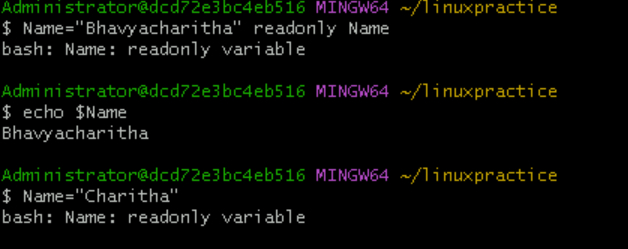 Administrator@dcd72e3bc4eb516 MINGW64 ~/linuxpractice
$ Name="Bhavyacharitha" readonly Name
bash: Name: readonly variable
Administrator@dcd72e3bc4eb516 MINGW64 ~/linuxpractice
$ echo $Name
Bhavyacharitha
Administrator@dcd72e3bc4eb516 MINGW64 ~/linuxpractice
$ Name="Charitha"
bash: Name: readonly variable